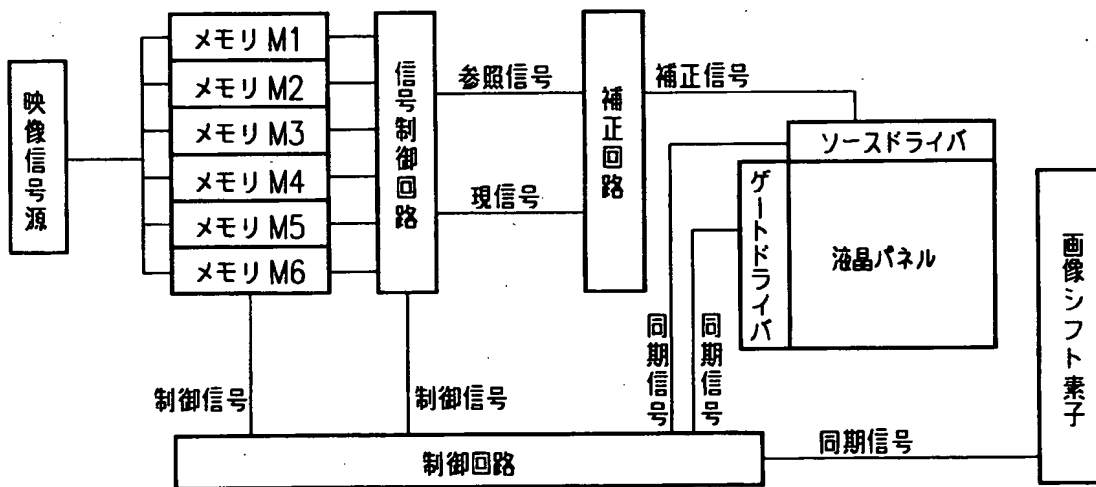 映像信号源
メモリ M1
メモリ M2
メモリ M3
メモリ M4
メモリ M5
メモリ M6
信号制御回路
参照信号
現信号
補正回路
補正信号
ソースドライバ
ゲートドライバ
液晶パネル
画像シフト素子
制御信号
制御信号
同期信号
同期信号
制御回路
同期信号